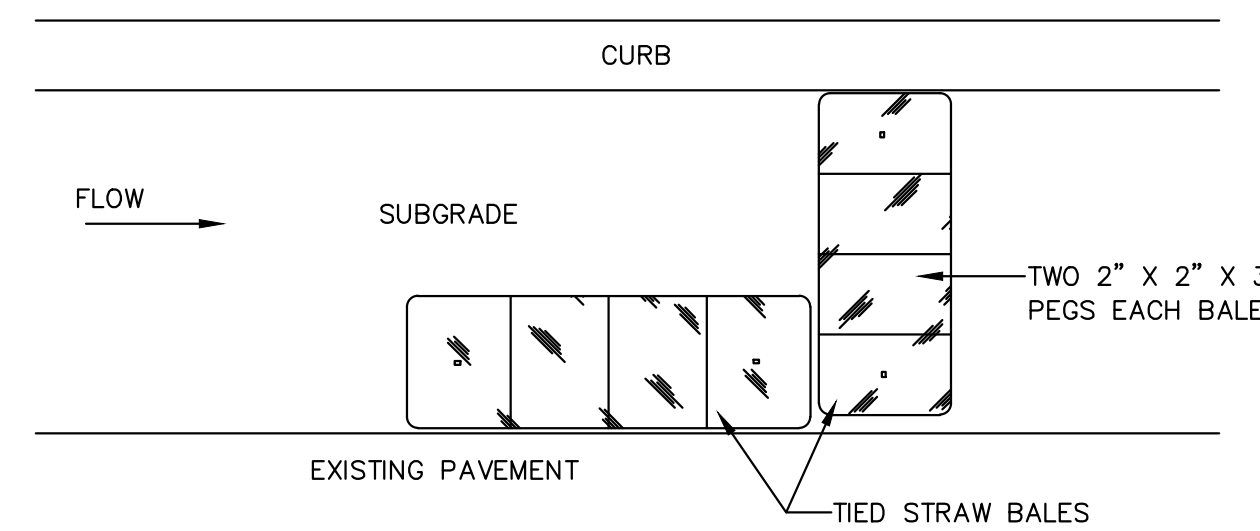 CURB
FLOW
SUBGRADE
TWO 2" X 2" X
PEGS EACH BALE
EXISTING PAVEMENT
TIED STRAW BALES